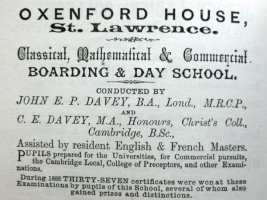 OXENFORD HOUSE,
St. Lawrence.
Classical, Mathematical & Commercial
BOARDING & DAY SCHOOL.
CONDUCTED BY
JOHN E. P. DAVEY, B.A., Lond., M.R.C.P.,
AND
C. E. DAVEY, M.A., Honours, Christ's Coll.,
Cambridge, B.Sc.,
Assisted by resident English & French Masters.
PUPILS prepared for the Universities, for Commercial pursuits,
the Cambridge Local, College of Preceptors, and other Exami-
nations.
During 1888 THIRTY-SEVEN certificates were won at these
Examinations by pupils of this School, several of whom also
gained prizes and distinctions.